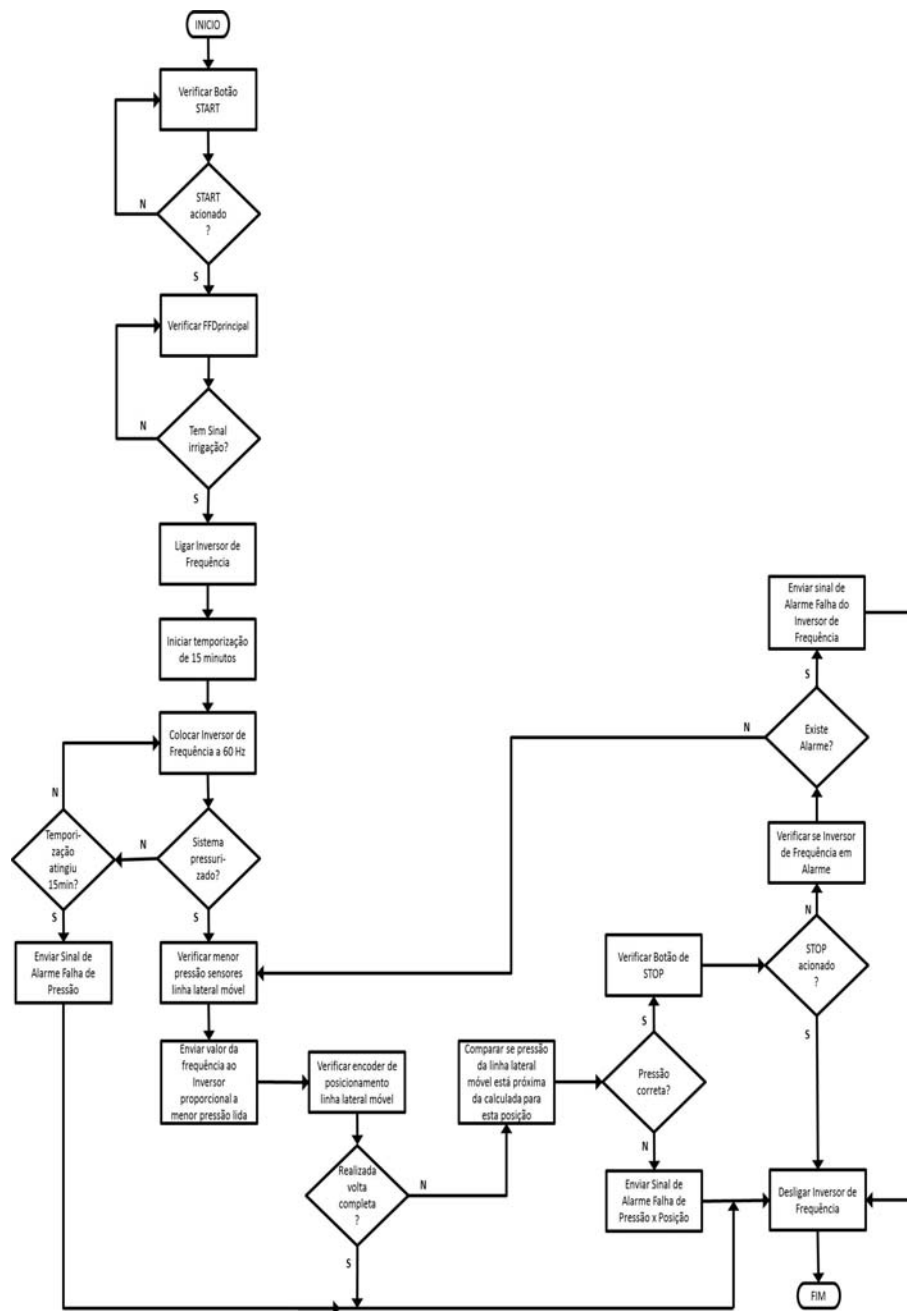 INICIO
Verificar Botão
START
START
acionado
?
N
S
Verificar FFDprincipal
Tem Sinal
irrigação?
N
S
Ligar Inversor de
Frequência
Iniciar temporização
de 15 minutos
Colocar Inversor de
Frequência a 60 Hz
N
Tempori-
zação
atingiu
15min?
N
Sistema
pressuri-
zado?
S
S
Enviar Sinal de
Alarme Falha de
Pressão
Verificar menor
pressão sensores
linha lateral móvel
Enviar valor da
frequência ao
Inversor
proporcional a
menor pressão lida
Verificar encoder de
posicionamento
linha lateral móvel
Realizada
volta
completa
?
N
S
Comparar se pressão
da linha lateral
móvel está próxima
da calculada para
esta posição
Pressão
correta?
S
N
Verificar Botão de
STOP
Enviar Sinal de
Alarme Falha de
Pressão x Posição
STOP
acionado
?
N
S
Verificar se Inversor
de Frequência em
Alarme
Existe
Alarme?
N
S
Enviar sinal de
Alarme Falha do
Inversor de
Frequência
Desligar Inversor de
Frequência
FIM